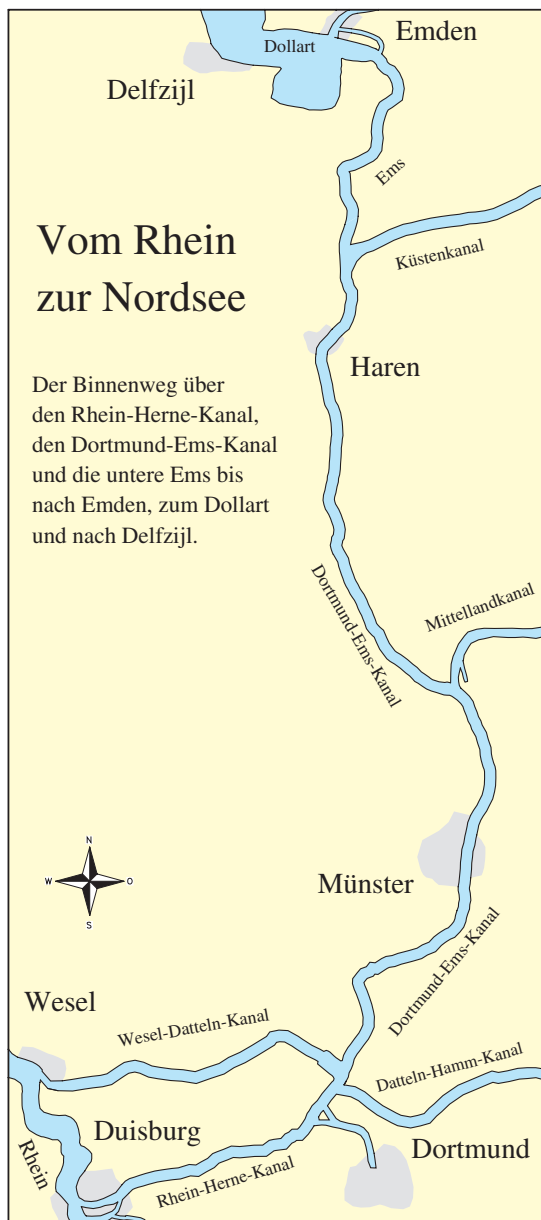 Emden
Dollart
Delfzijl
Ems
Vom Rhein
zur Nordsee
Küstenkanal
Haren
Der Binnenweg über
den Rhein-Herne-Kanal,
den Dortmund-Ems-Kanal
und die untere Ems bis
nach Emden, zum Dollart
und nach Delfzijl.
Dortmund-Ems-Kanal
Mittellandkanal
N
W
O
S
Münster
Dortmund-Ems-Kanal
Wesel
Wesel-Datteln-Kanal
Datteln-Hamm-Kanal
Duisburg
Rhein
Rhein-Herne-Kanal
Dortmund